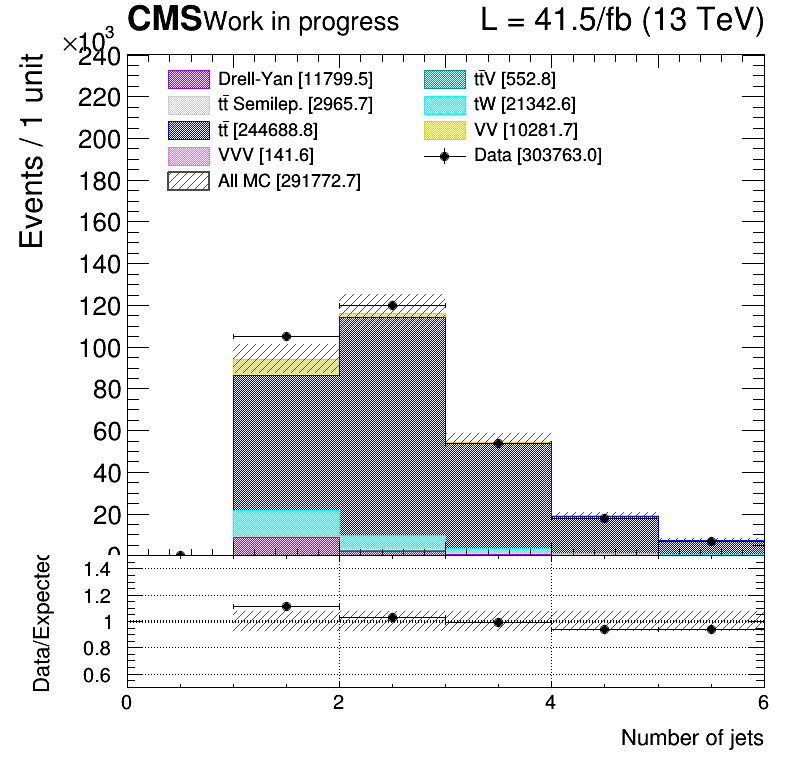 CMS Work in progress L = 41.5/fb (13 TeV)
×10³
Events / 1 unit
240
220
200
180
160
140
120
100
80
60
40
20
0
Drell-Yan [11799.5]
tt̄ Semilep. [2965.7]
tt̄ [244688.8]
VVV [141.6]
All MC [291772.7]
tt̄V [552.8]
tW [21342.6]
VV [10281.7]
Data [303763.0]
Data/Expected
1.4
1.2
1
0.8
0.6
0 2 4 6
Number of jets